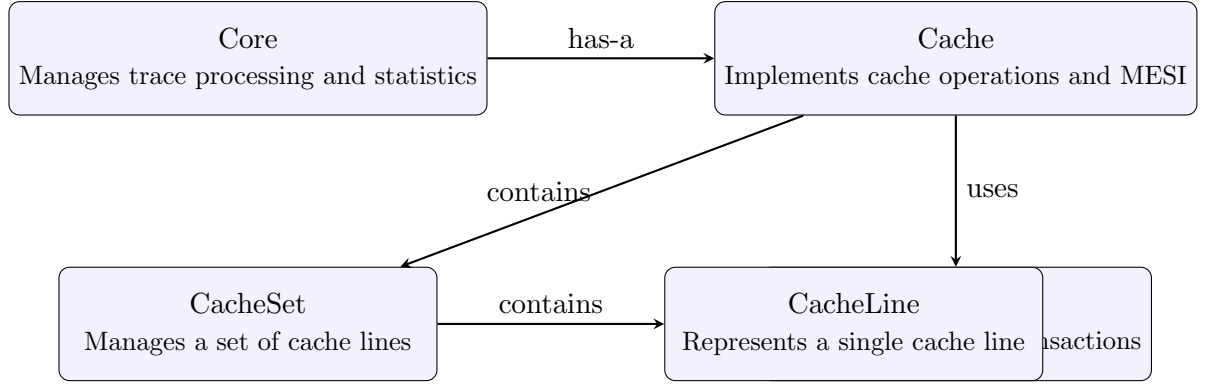 Core
Manages trace processing and statistics
has-a
Cache
Implements cache operations and MESI
contains
uses
CacheSet
Manages a set of cache lines
contains
CacheLine
Represents a single cache line